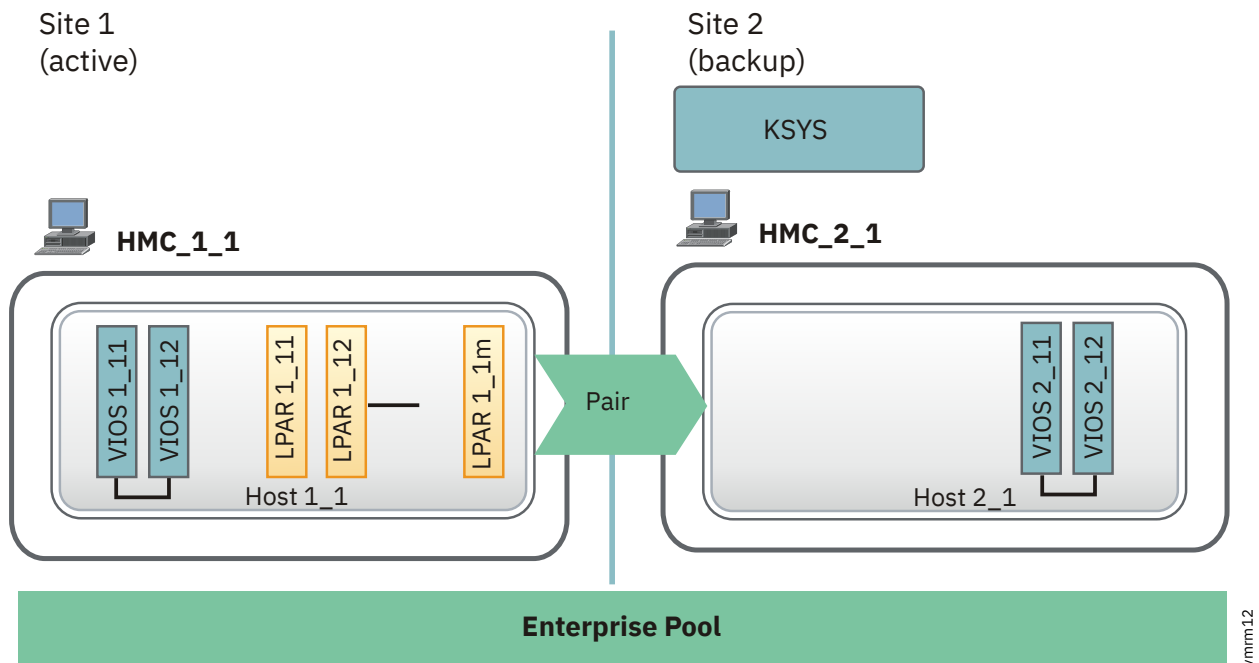 Site 1
(active)
Site 2
(backup)
KSYS
HMC_1_1
HMC_2_1
VIOS 1_11
VIOS 1_12
LPAR 1_11
LPAR 1_12
LPAR 1_1m
Host 1_1
Pair
VIOS 2_11
VIOS 2_12
Host 2_1
Enterprise Pool
vmrm12